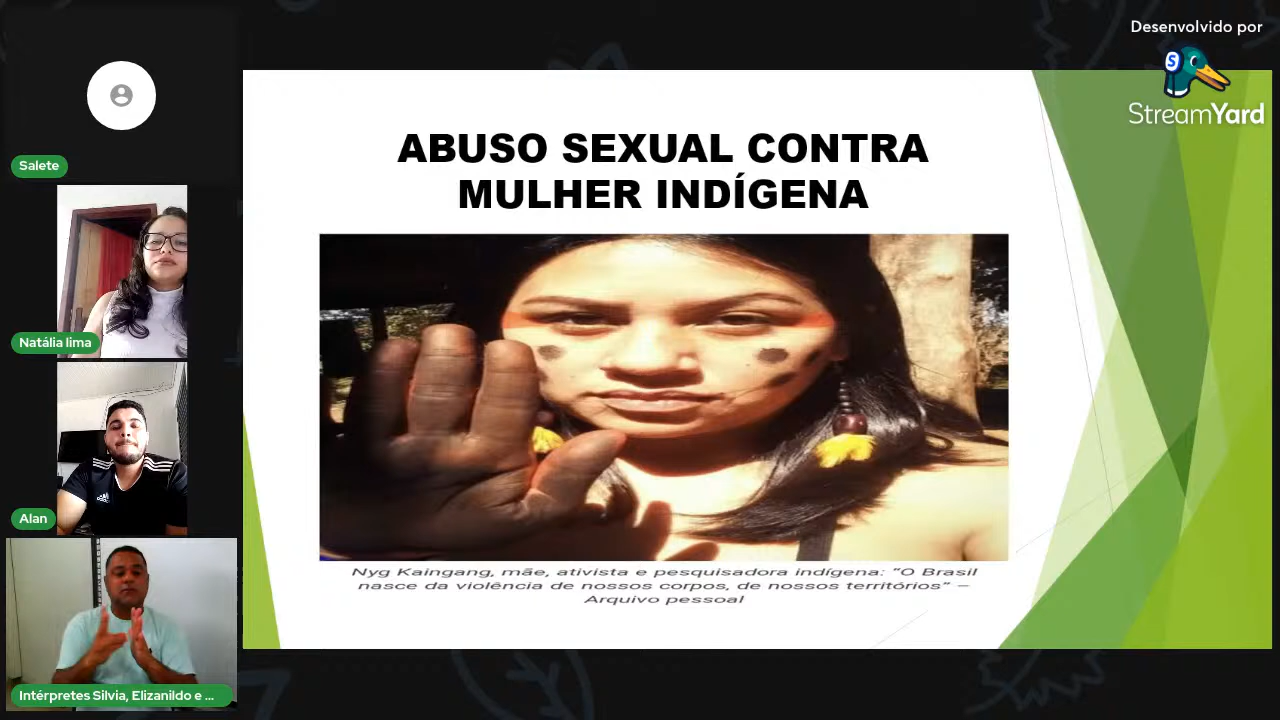 Desenvolvido por
StreamYard
Salete
Natália lima
Alan
Intérpretes Silvia, Elizanildo e ...
ABUSO SEXUAL CONTRA
MULHER INDÍGENA
Nyg Kaingang, mãe, ativista e pesquisadora indígena: “O Brasil
nasce da violência de nossos corpos, de nossos territórios” –
Arquivo pessoal